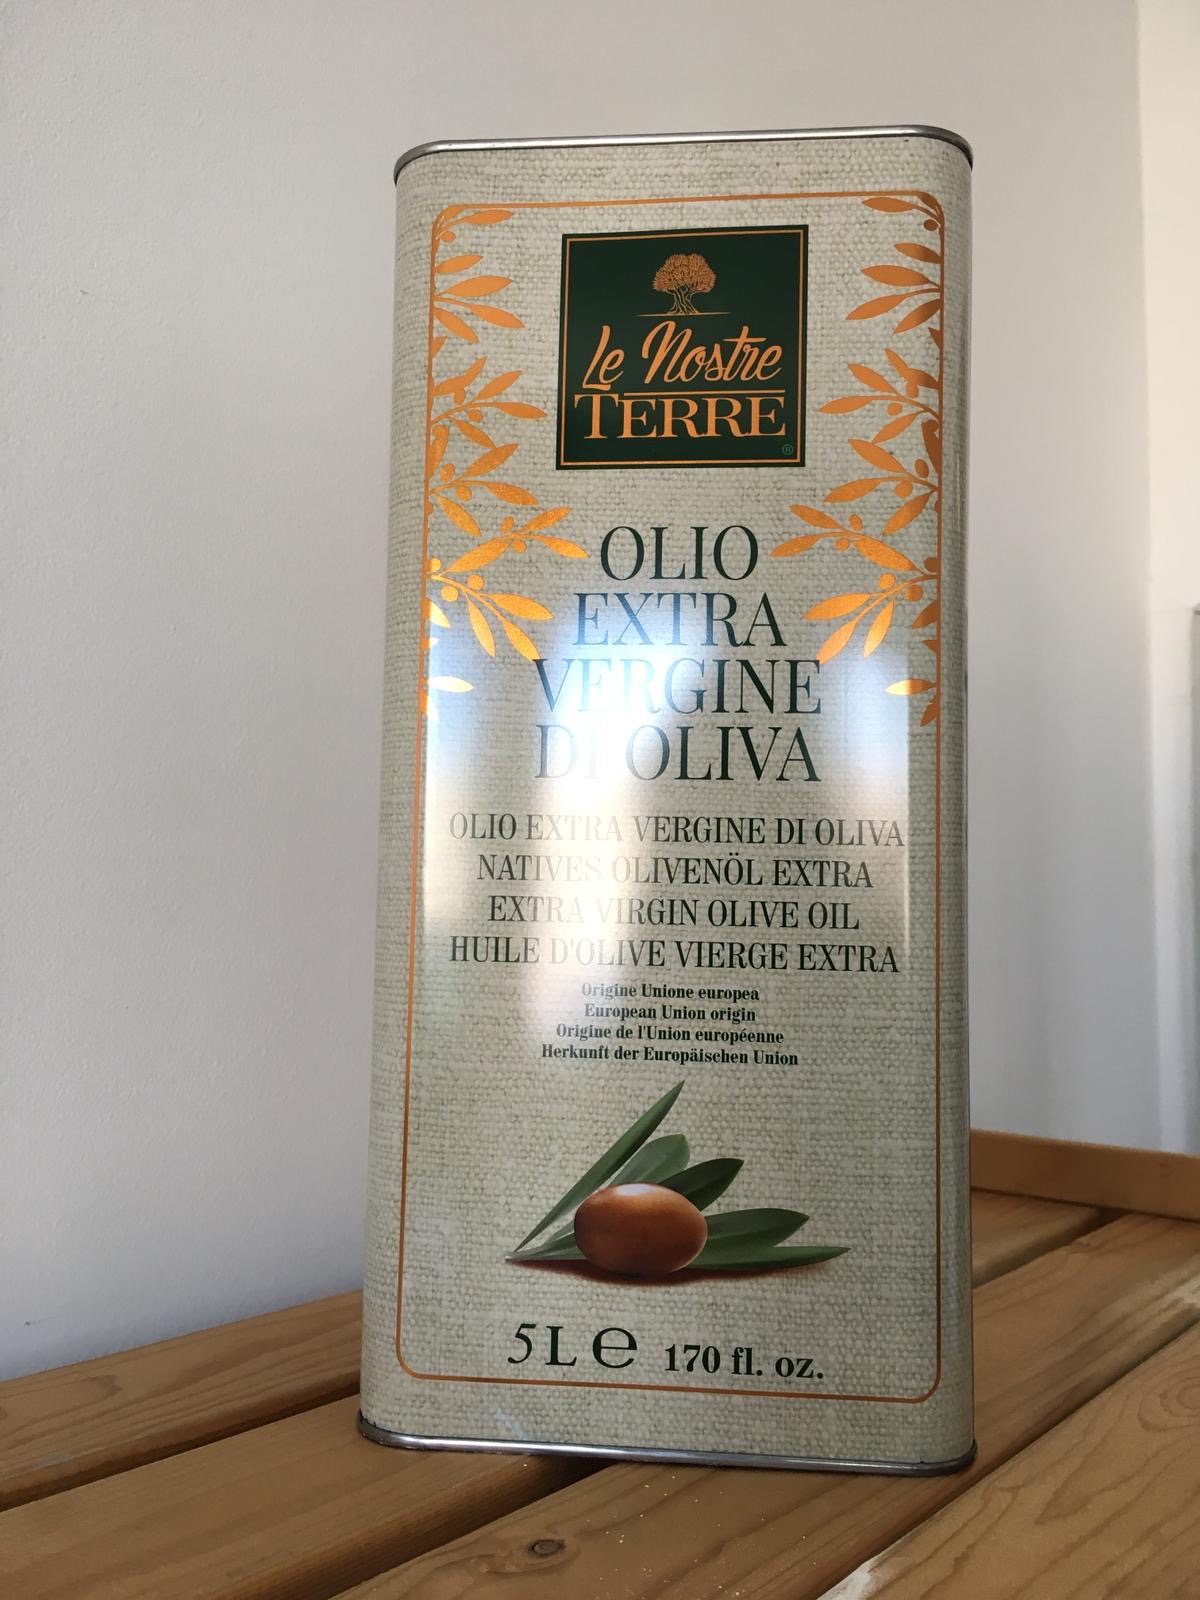 Le Nostre
TERRE
®
OLIO
EXTRA
VERGINE
DI OLIVA
OLIO EXTRA VERGINE DI OLIVA
NATIVES OLIVENÖL EXTRA
EXTRA VIRGIN OLIVE OIL
HUILE D'OLIVE VIERGE EXTRA
Origine Unione europea
European Union origin
Origine de l'Union européenne
Herkunft der Europäischen Union
5 L ℮ 170 fl. oz.